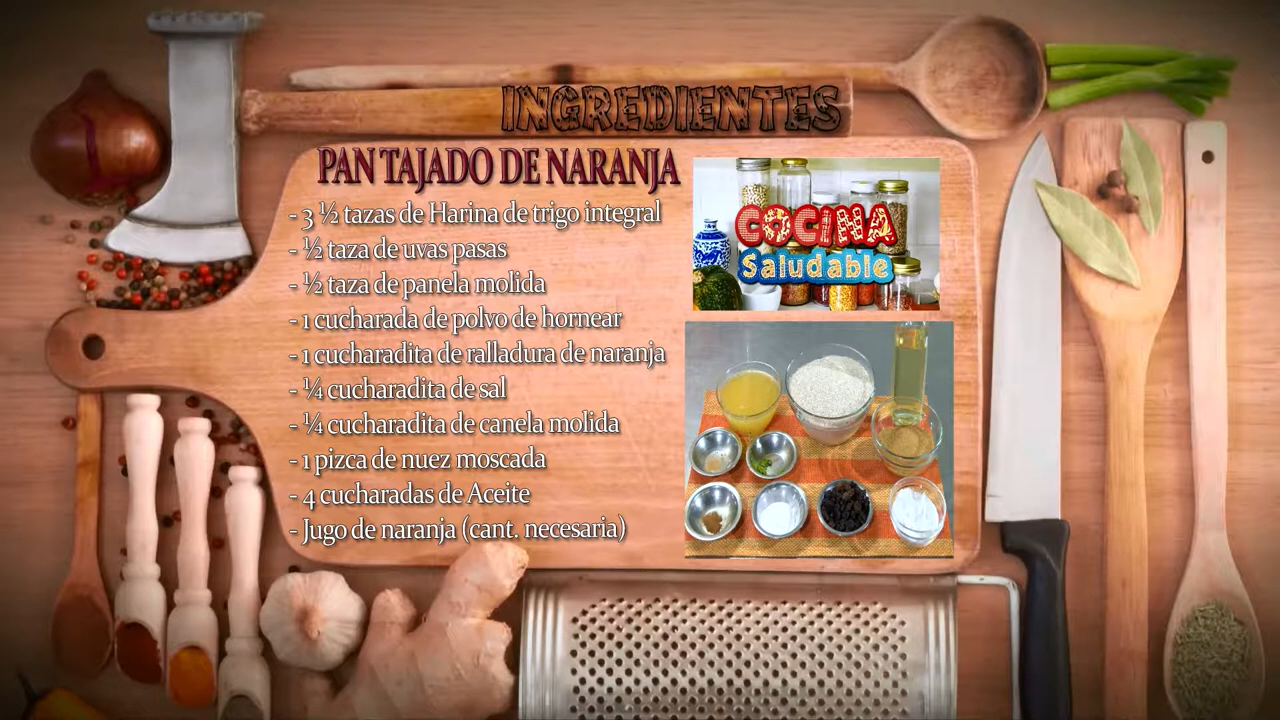 INGREDIENTES
PAN TAJADO DE NARANJA
- 3 ½ tazas de Harina de trigo integral
- ½ taza de uvas pasas
- ½ taza de panela molida
- 1 cucharada de polvo de hornear
- 1 cucharadita de ralladura de naranja
- ¼ cucharadita de sal
- ¼ cucharadita de canela molida
- 1 pizca de nuez moscada
- 4 cucharadas de Aceite
- Jugo de naranja (cant. necesaria)
COCINA
Saludable